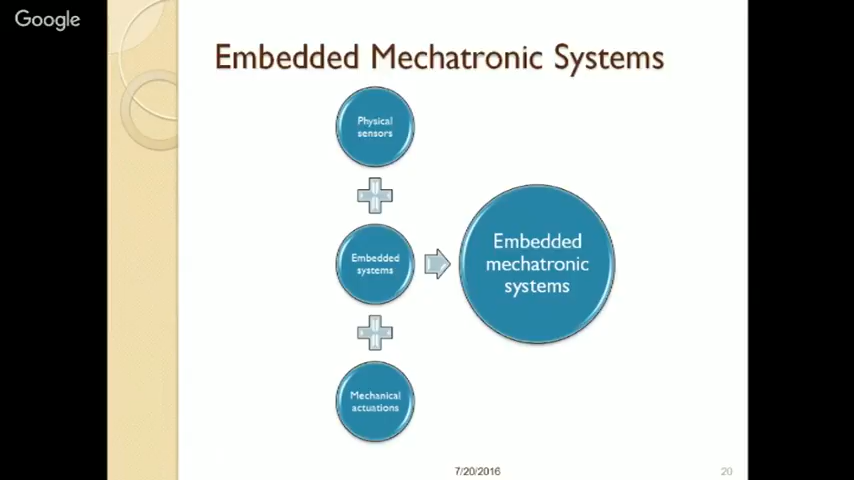 Google
Embedded Mechatronic Systems
Physical
sensors
Embedded
systems
Mechanical
actuations
Embedded
mechatronic
systems
7/20/2016
20